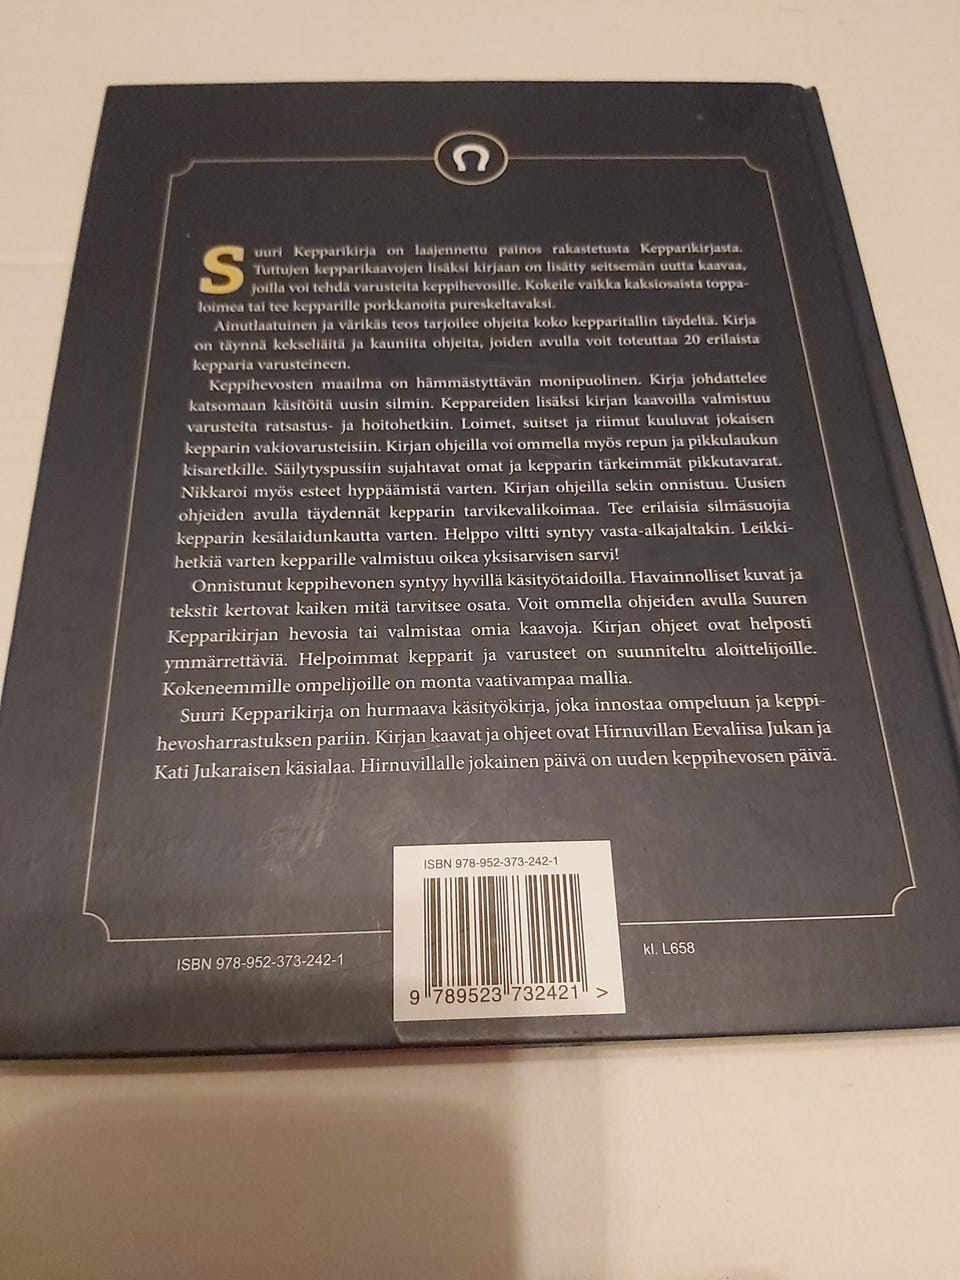 Suuri Kepparikirja on laajennettu painos rakastetusta Kepparikirjasta.
Tuttujen kepparikaavojen lisäksi kirjaan on lisätty seitsemän uutta kaavaa,
joilla voi tehdä varusteita keppihevosille. Kokeile vaikka kaksiosaista toppa-
loimea tai tee kepparille porkkanoita pureskeltavaksi.
Ainutlaatuinen ja värikäs teos tarjoilee ohjeita koko kepparitallin täydeltä. Kirja
on täynnä kekseliäitä ja kauniita ohjeita, joiden avulla voit toteuttaa 20 erilaista
kepparia varusteineen.
Keppihevosten maailma on hämmästyttävän monipuolinen. Kirja johdattelee
katsomaan käsitöitä uusin silmin. Keppareiden lisäksi kirjan kaavoilla valmistuu
varusteita ratsastus- ja hoitohetkiin. Loimet, suitset ja riimut kuuluvat jokaisen
kepparin vakiovarusteisiin. Kirjan ohjeilla voi ommella myös repun ja pikkulaukun
kisaretkille. Säilytyspussiin sujahtavat omat ja kepparin tärkeimmät pikkutavarat.
Nikkaroi myös esteet hyppäämistä varten. Kirjan ohjeilla sekin onnistuu. Uusien
ohjeiden avulla täydennät kepparin tarvikevalikoimaa. Tee erilaisia silmäsuojia
kepparin kesälaidunkautta varten. Helppo viltti syntyy vasta-alkajaltakin. Leikki-
hetkiä varten kepparille valmistuu oikea yksisarvisen sarvi!
Onnistunut keppihevonen syntyy hyvillä käsityötaidoilla. Havainnolliset kuvat ja
tekstit kertovat kaiken mitä tarvitsee osata. Voit ommella ohjeiden avulla Suuren
Kepparikirjan hevosia tai valmistaa omia kaavoja. Kirjan ohjeet ovat helposti
ymmärrettäviä. Helpoimmat kepparit ja varusteet on suunniteltu aloittelijoille.
Kokeneemmille ompelijoille on monta vaativampaa mallia.
Suuri Kepparikirja on hurmaava käsityökirja, joka innostaa ompeluun ja keppi-
hevosharrastuksen pariin. Kirjan kaavat ja ohjeet ovat Hirnuvillan Eevaliisa Jukan ja
Kati Jukaraisen käsialaa. Hirnuvillalle jokainen päivä on uuden keppihevosen päivä.
ISBN 978-952-373-242-1
9 789523 732421 >
ISBN 978-952-373-242-1
kl. L658